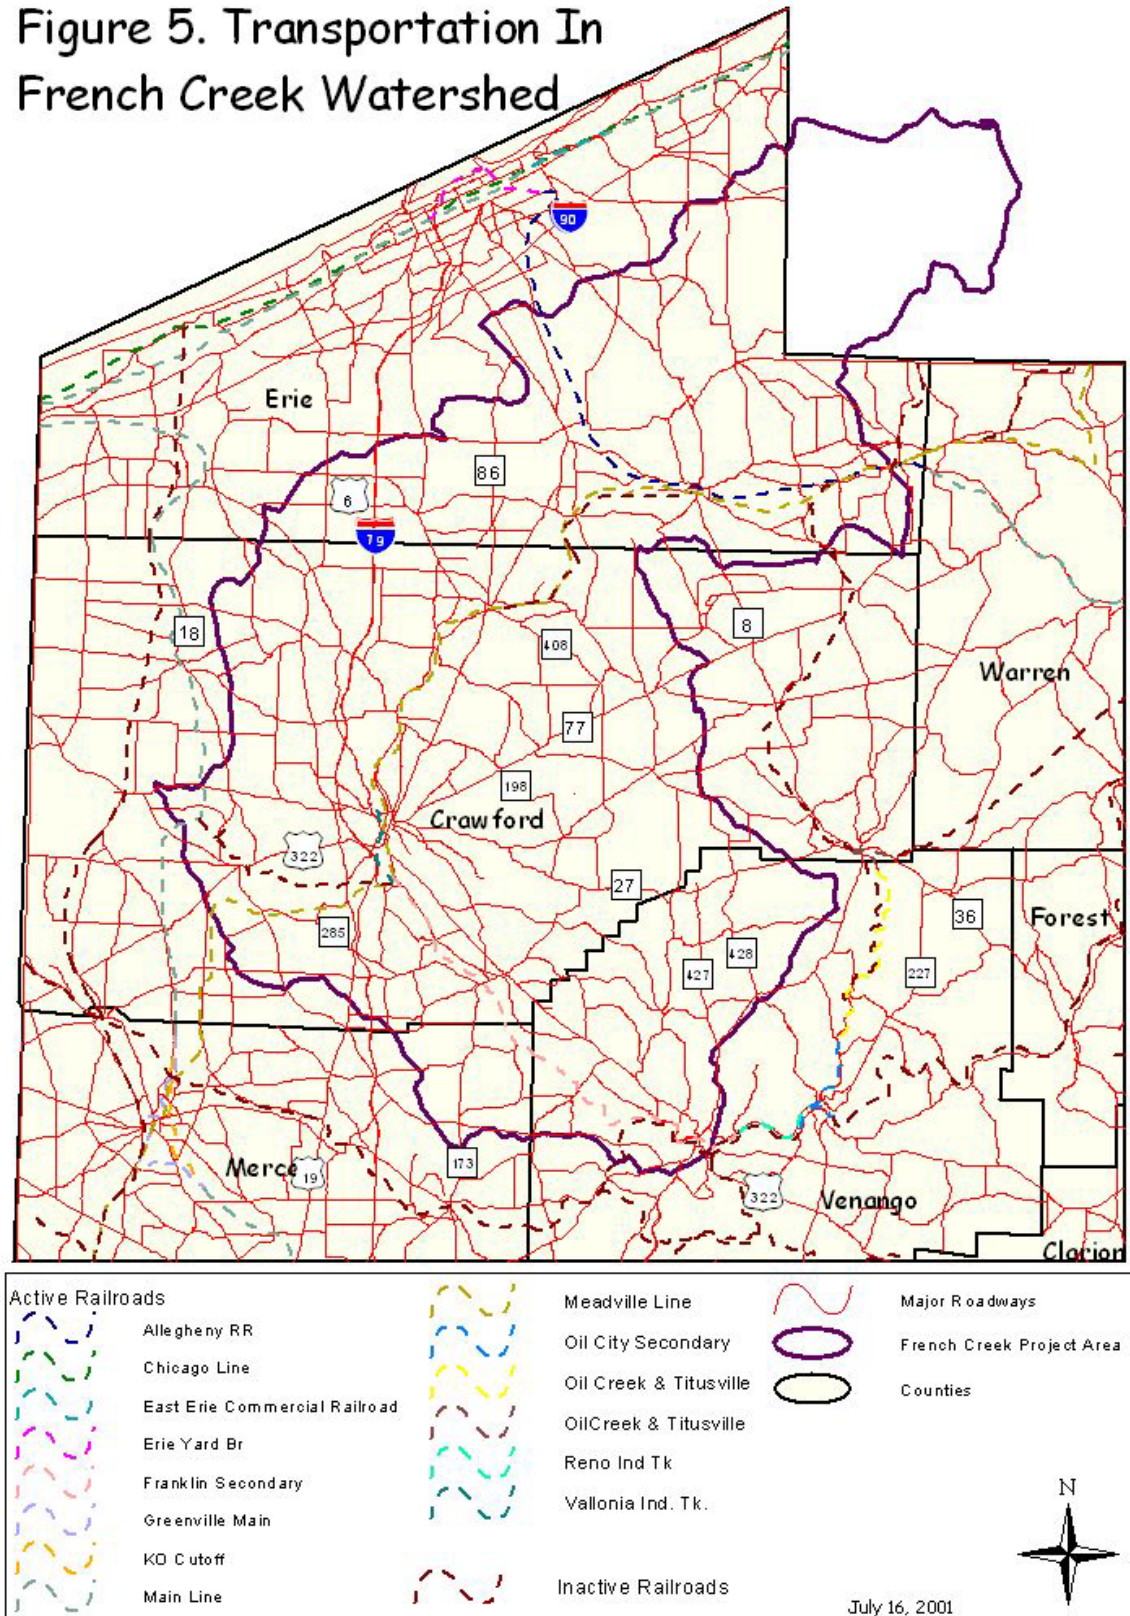 Figure 5. Transportation In
French Creek Watershed
90
Erie
86
6
79
18
8
408
Warren
77
198
Crawford
322
27
36
Forest
285
428
427
227
173
Merce
19
322
Venango
Clarion
Active Railroads
Allegheny RR
Chicago Line
East Erie Commercial Railroad
Erie Yard Br
Franklin Secondary
Greenville Main
KO Cutoff
Main Line
Meadville Line
Oil City Secondary
Oil Creek & Titusville
OilCreek & Titusville
Reno Ind Tk
Vallonia Ind. Tk.
Inactive Railroads
Major Roadways
French Creek Project Area
Counties
N
July 16, 2001